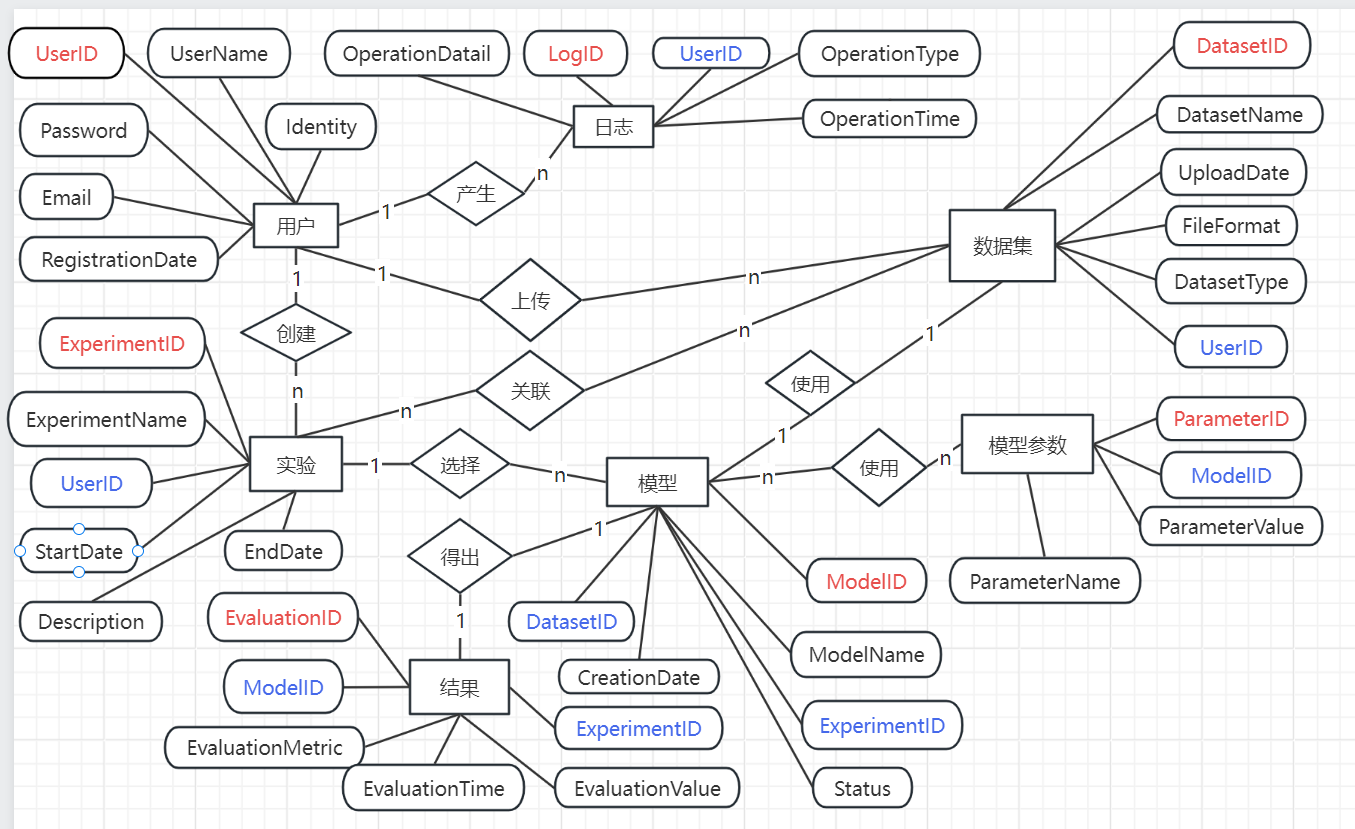 UserID
UserName
OperationDatail
LogID
UserID
OperationType
DatasetID
Password
Identity
日志
OperationTime
DatasetName
Email
产生
n
UploadDate
用户
1
FileFormat
RegistrationDate
数据集
1
1
上传
n
DatasetType
创建
n
1
UserID
ExperimentID
关联
使用
n
n
ExperimentName
1
ParameterID
实验
1
选择
n
模型
n
使用
n
模型参数
UserID
ModelID
StartDate
EndDate
得出
1
ParameterValue
Description
EvaluationID
1
DatasetID
ModelID
ParameterName
ModelID
结果
CreationDate
ModelName
EvaluationMetric
ExperimentID
ExperimentID
EvaluationTime
EvaluationValue
Status